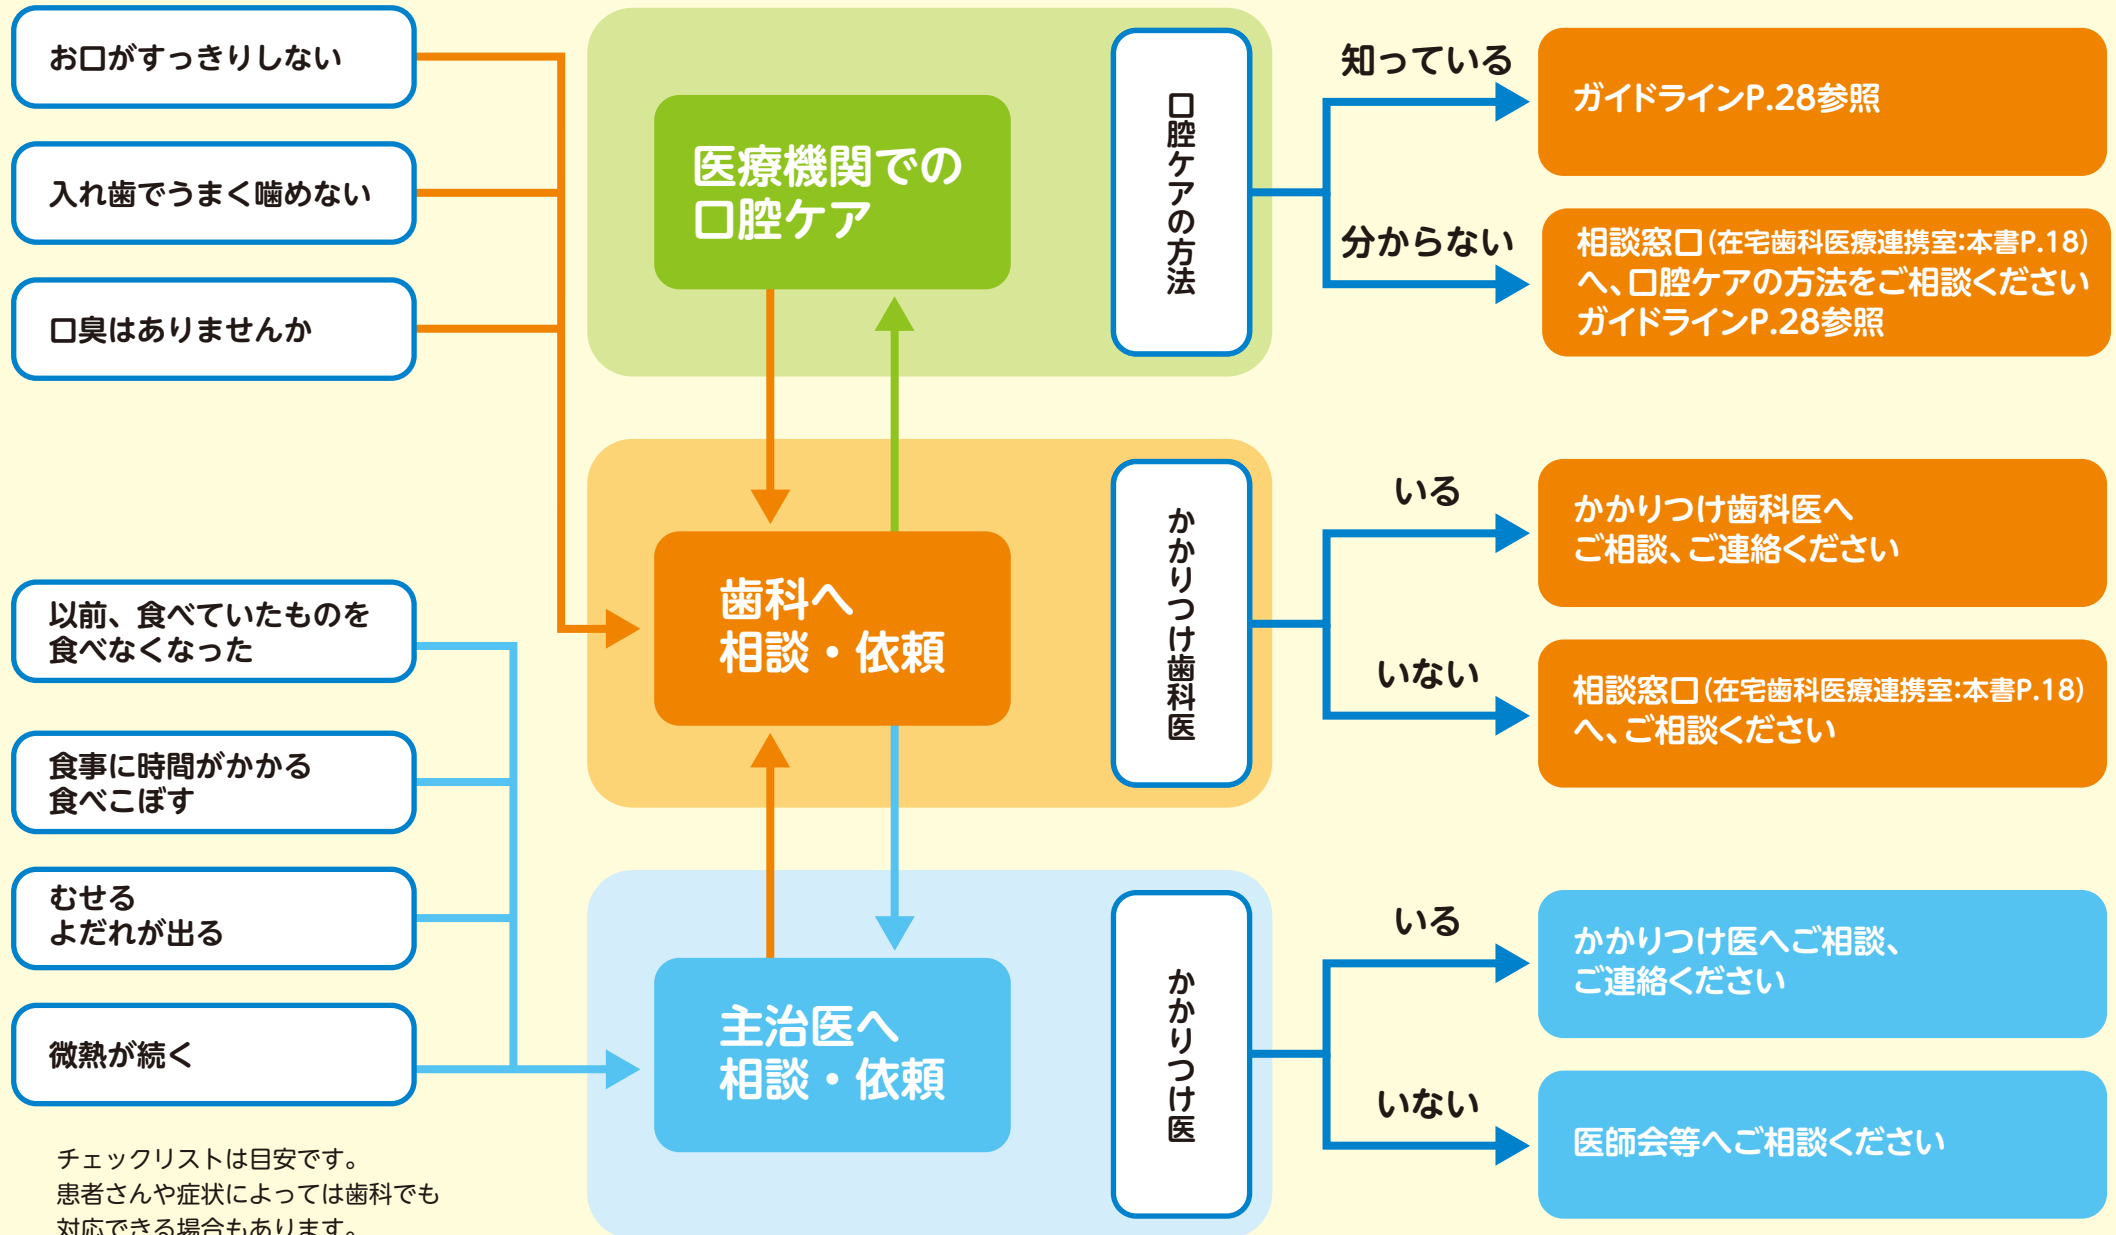 お口がすっきりしない
入れ歯でうまく噛めない
口臭はありませんか
以前、食べていたものを
食べなくなった
食事に時間がかかる
食べこぼす
むせる
よだれが出る
微熱が続く
チェックリストは目安です。
患者さんや症状によっては歯科でも
対応できる場合もあります。
医療機関での
口腔ケア
口腔ケアの方法
知っている
ガイドラインP.28参照
分からない
相談窓口(在宅歯科医療連携室:本書P.18)
へ、口腔ケアの方法をご相談ください
ガイドラインP.28参照
歯科へ
相談・依頼
かかりつけ歯科医
いる
かかりつけ歯科医へ
ご相談、ご連絡ください
いない
相談窓口(在宅歯科医療連携室:本書P.18)
へ、ご相談ください
主治医へ
相談・依頼
かかりつけ医
いる
かかりつけ医へご相談、
ご連絡ください
いない
医師会等へご相談ください